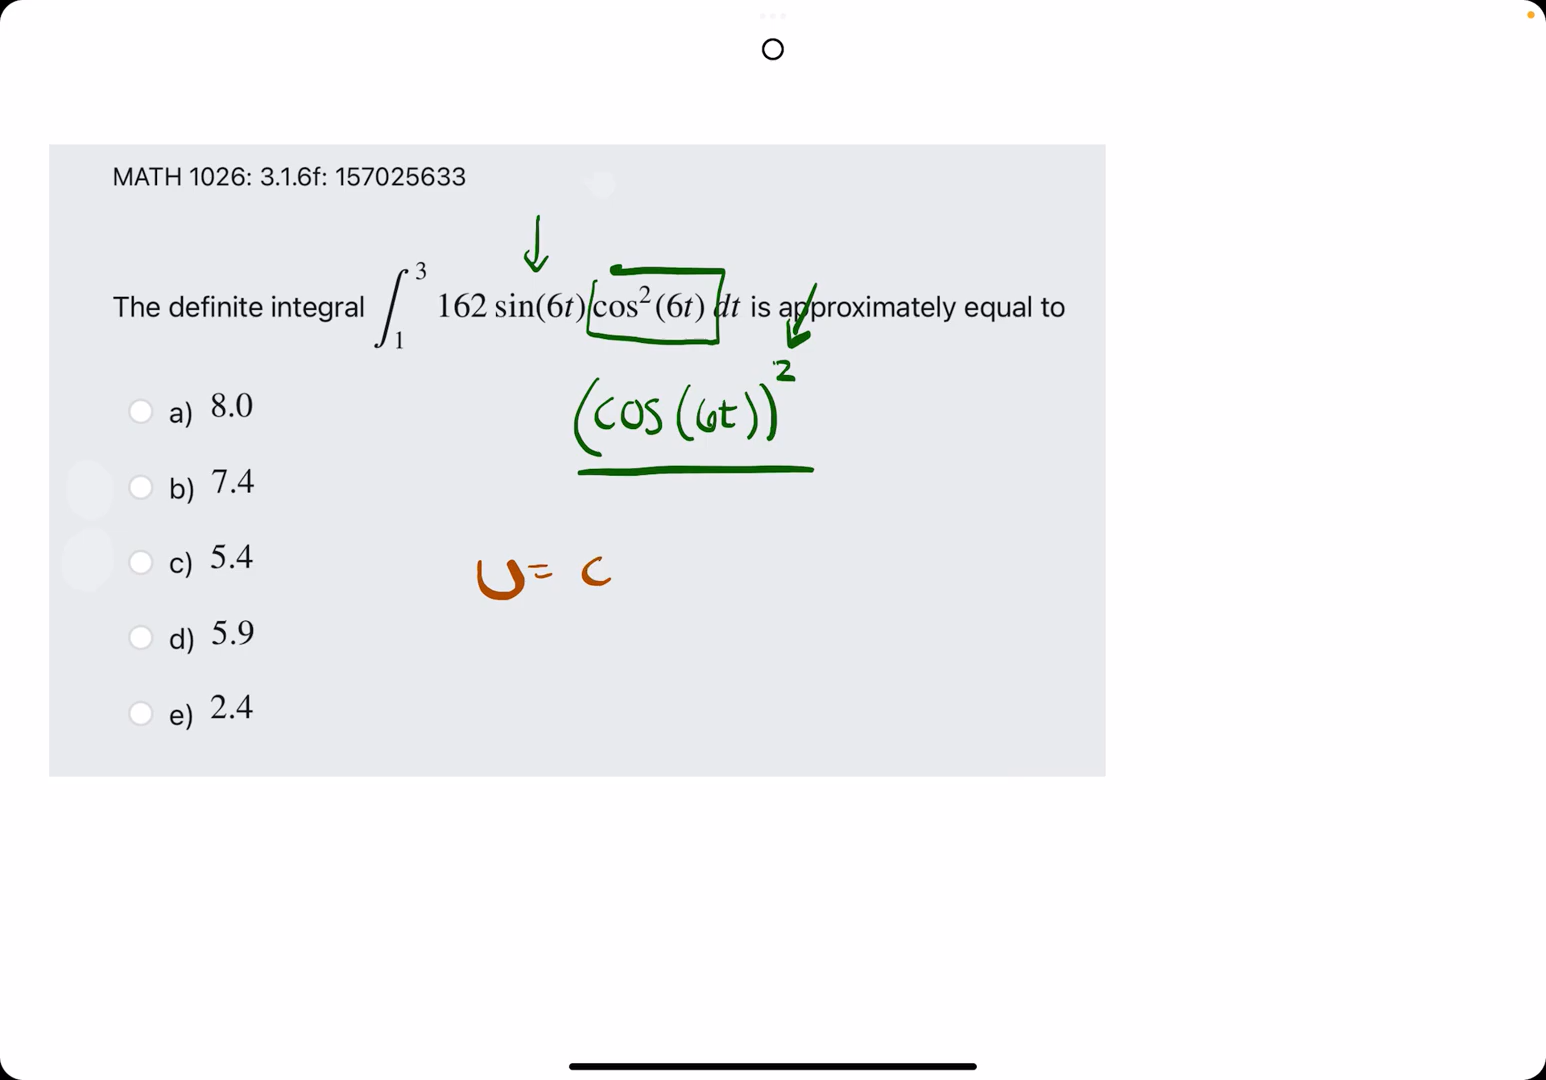 MATH 1026: 3.1.6f: 157025633
The definite integral ∫₁³ 162 sin(6t) cos²(6t) dt is approximately equal to
(cos(6t))²
a) 8.0
b) 7.4
c) 5.4
U = c
d) 5.9
e) 2.4